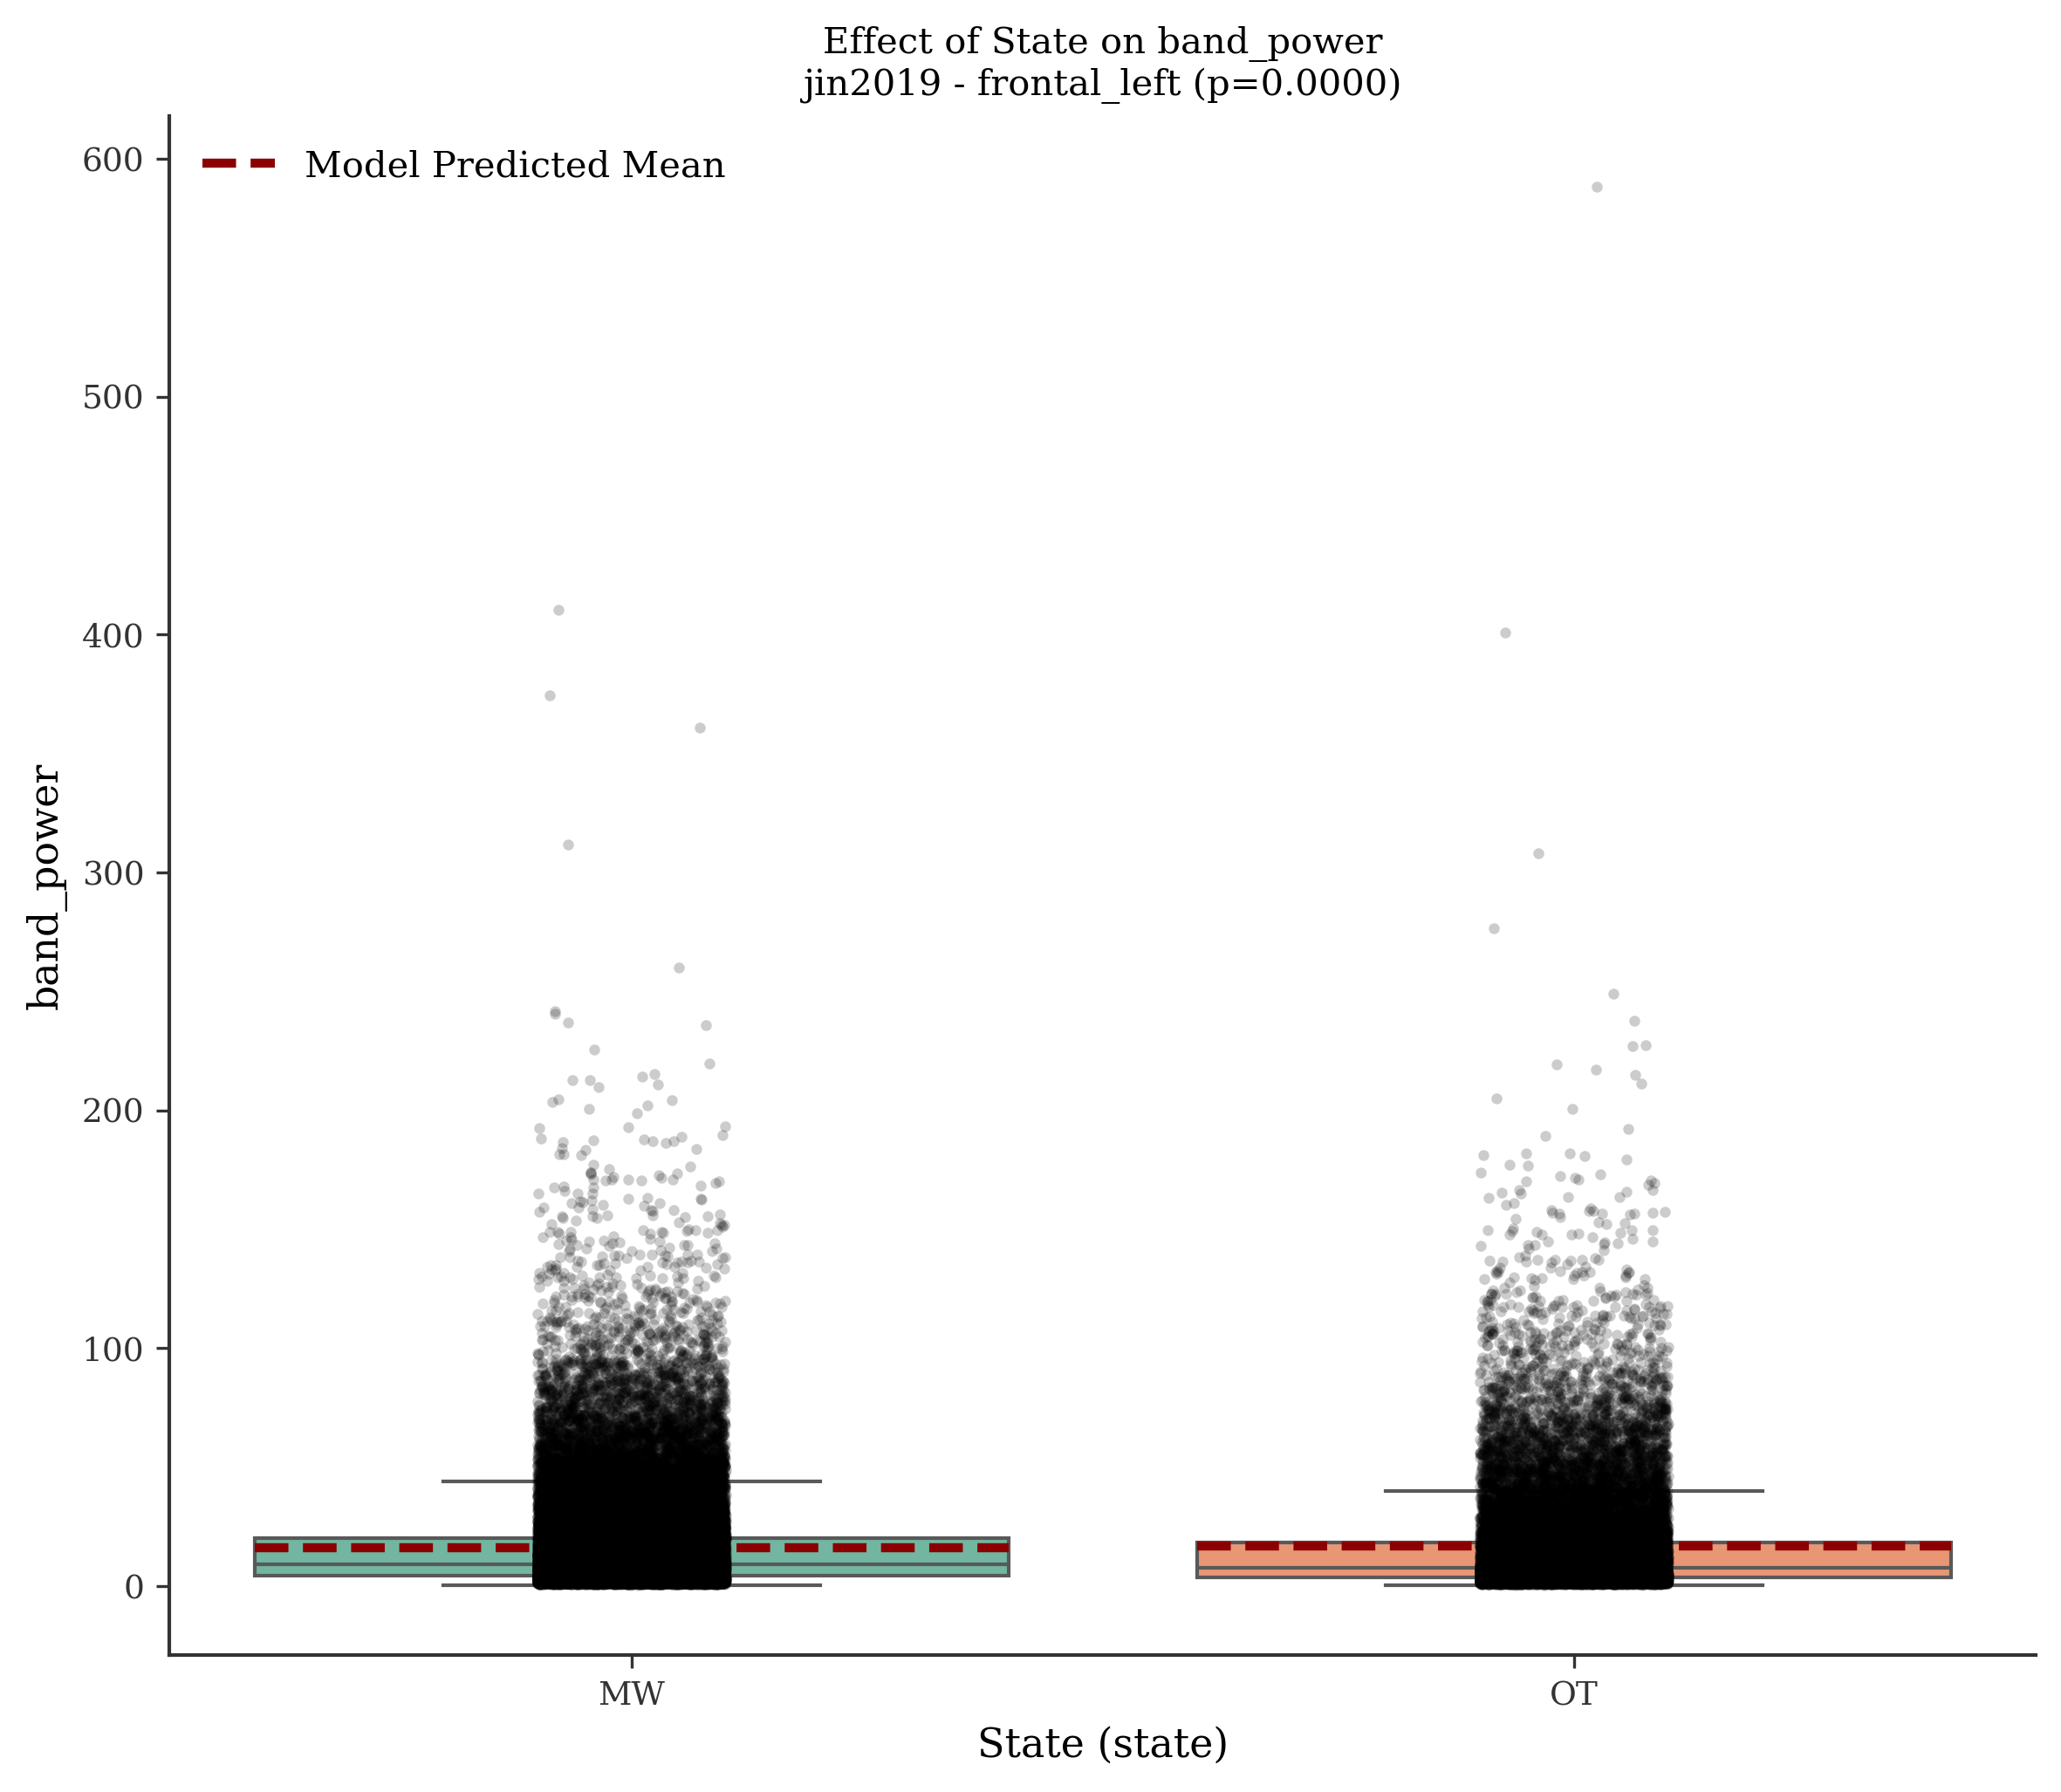 Effect of State on band_power
jin2019 - frontal_left (p=0.0000)
Model Predicted Mean
600
500
400
300
200
100
0
band_power
MW
OT
State (state)